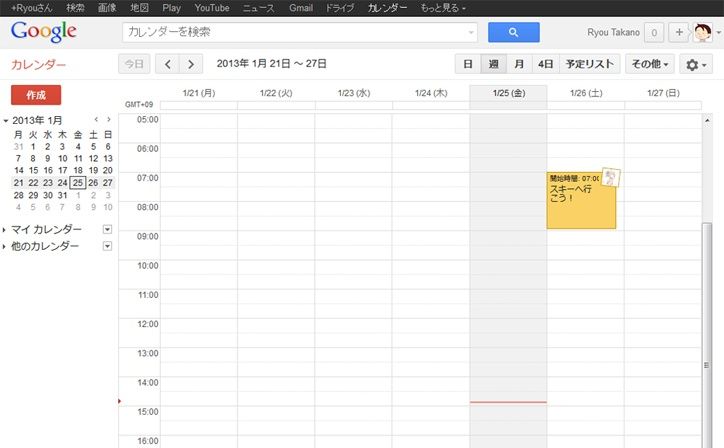 +Ryouさん 検索 画像 地図 Play YouTube ニュース Gmail ドライブ カレンダー もっと見る
Google カレンダーを検索 Ryou Takano 0 +
カレンダー 今日 2013年 1月 21日 ～ 27日 日 週 月 4日 予定リスト その他
作成
1/21 (月) 1/22 (火) 1/23 (水) 1/24 (木) 1/25 (金) 1/26 (土) 1/27 (日)
GMT+09
2013年 1月
月 火 水 木 金 土 日
31 1 2 3 4 5 6
7 8 9 10 11 12 13
14 15 16 17 18 19 20
21 22 23 24 25 26 27
28 29 30 31 1 2 3
4 5 6 7 8 9 10
マイ カレンダー
他のカレンダー
05:00
06:00
07:00
08:00
09:00
10:00
11:00
12:00
13:00
14:00
15:00
16:00
開始時間: 07:00
スキーへ行
こう！